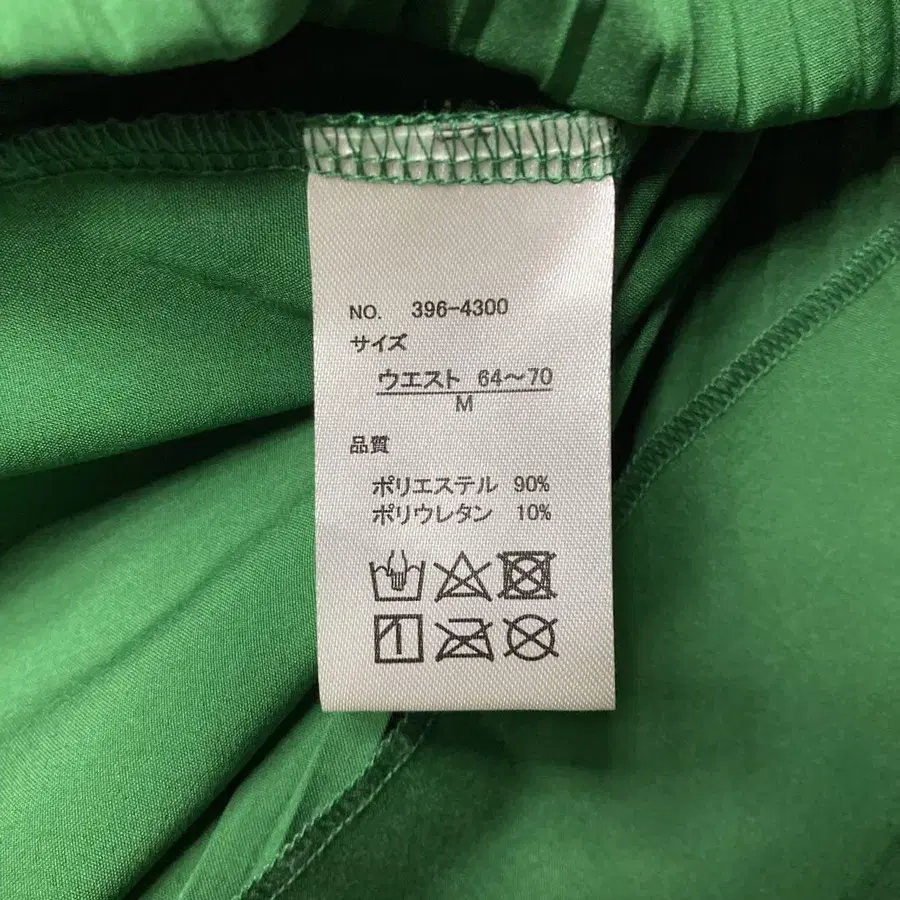 NO. 396-4300
サイズ
ウエスト 64～70
M
品質
ポリエステル 90%
ポリウレタン 10%